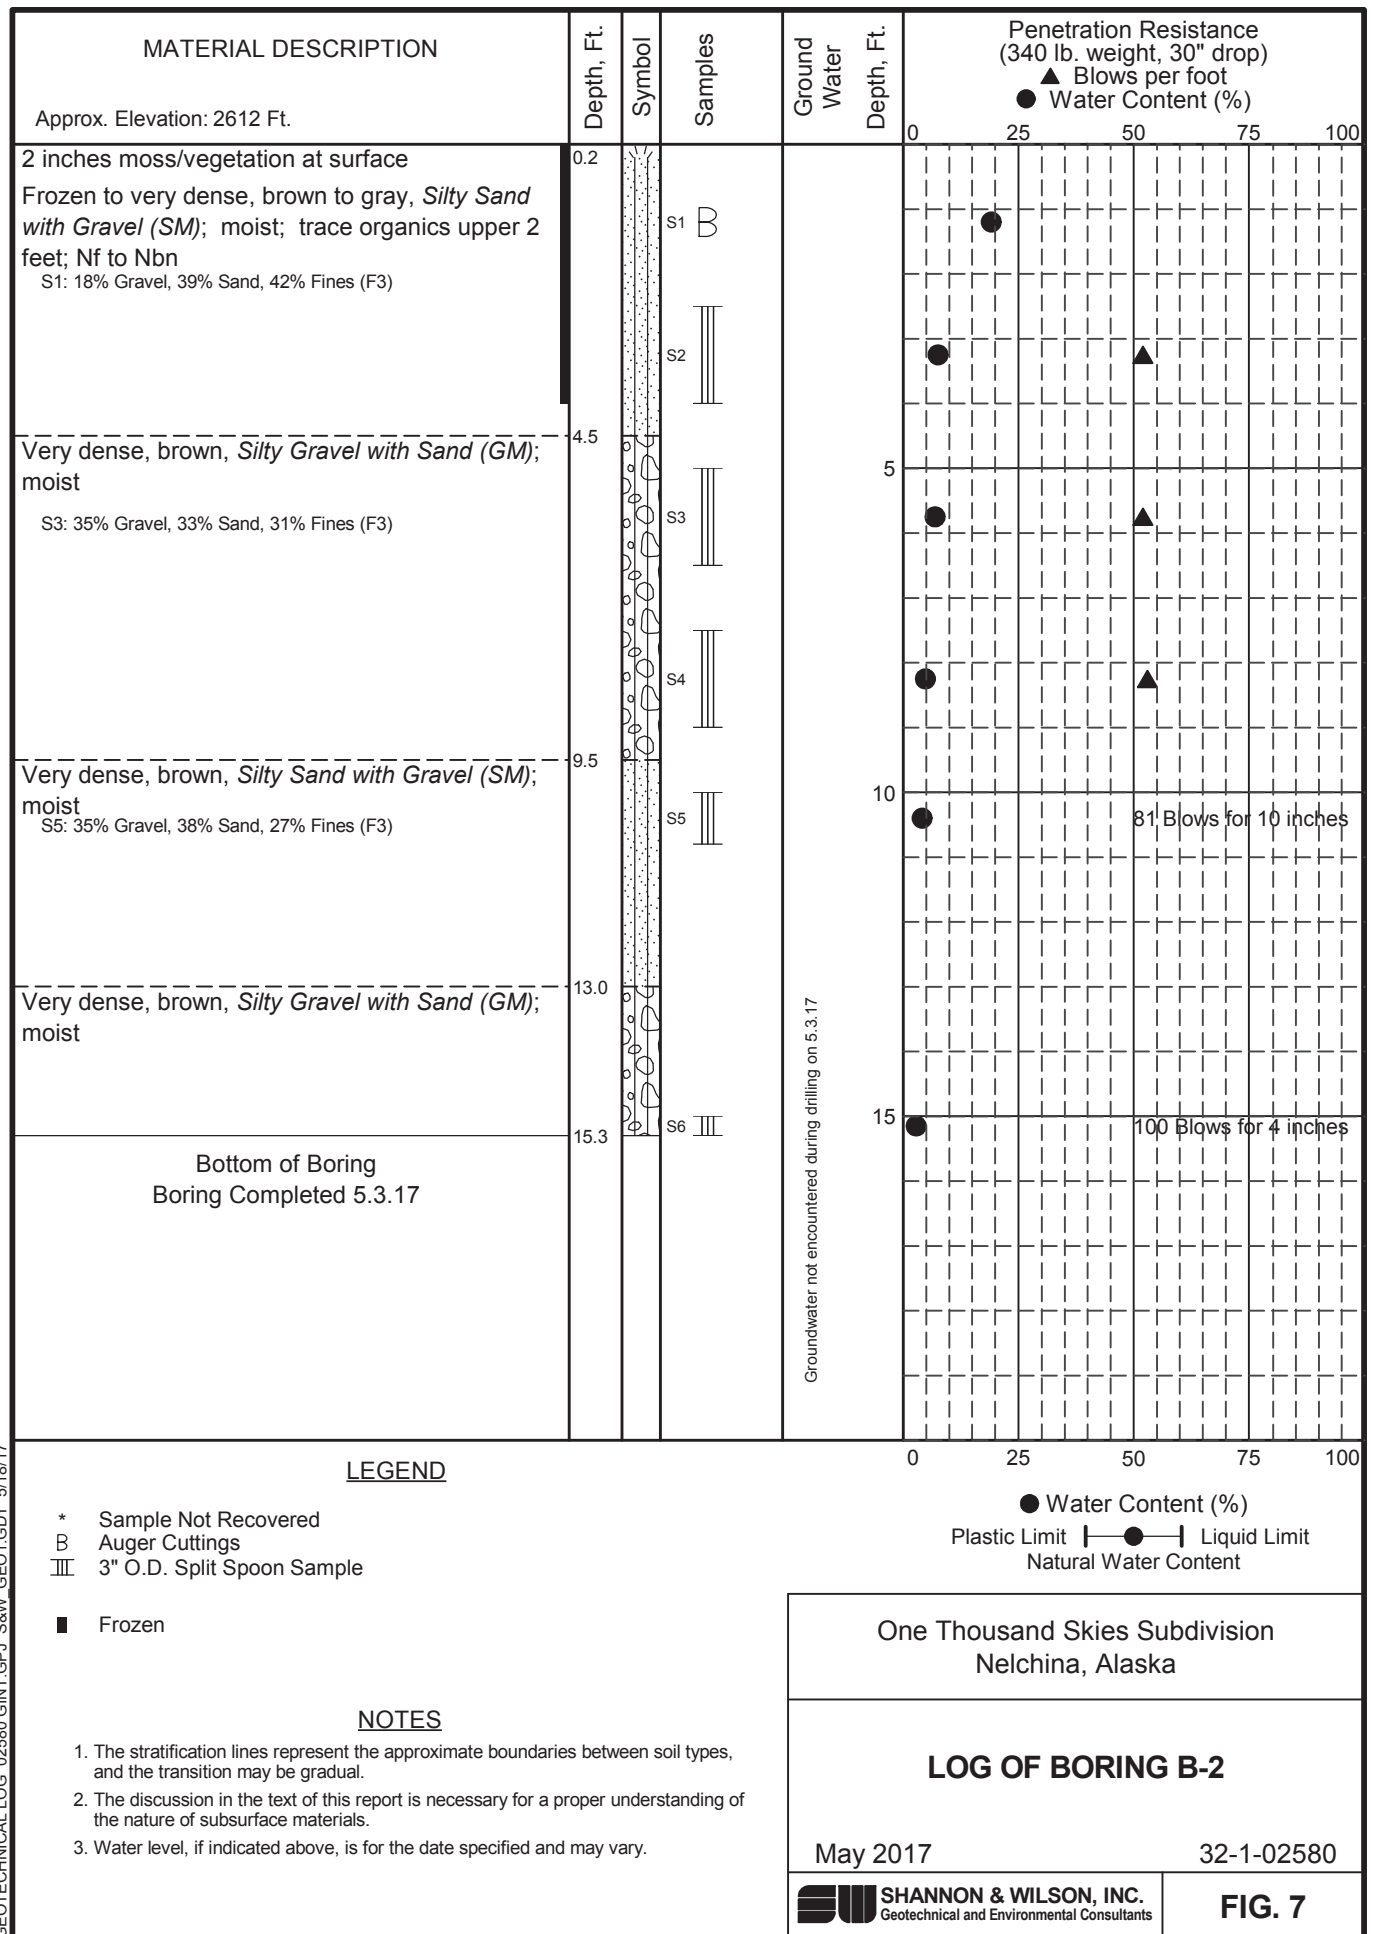 MATERIAL DESCRIPTION
Approx. Elevation: 2612 Ft.
Depth, Ft.
Symbol
Samples
Ground
Water
Depth, Ft.
Penetration Resistance
(340 lb. weight, 30" drop)
▲ Blows per foot
● Water Content (%)
0 25 50 75 100
2 inches moss/vegetation at surface
0.2
Frozen to very dense, brown to gray, Silty Sand
with Gravel (SM); moist; trace organics upper 2
feet; Nf to Nbn
S1: 18% Gravel, 39% Sand, 42% Fines (F3)
S1
B
S2
4.5
Very dense, brown, Silty Gravel with Sand (GM);
moist
5
S3: 35% Gravel, 33% Sand, 31% Fines (F3)
S3
S4
9.5
Very dense, brown, Silty Sand with Gravel (SM);
moist
10
S5: 35% Gravel, 38% Sand, 27% Fines (F3)
S5
81 Blows for 10 inches
13.0
Very dense, brown, Silty Gravel with Sand (GM);
moist
Groundwater not encountered during drilling on 5.3.17
15
S6
100 Blows for 4 inches
15.3
Bottom of Boring
Boring Completed 5.3.17
0 25 50 75 100
LEGEND
* Sample Not Recovered
B Auger Cuttings
3" O.D. Split Spoon Sample
Frozen
● Water Content (%)
Plastic Limit Liquid Limit
Natural Water Content
NOTES
1. The stratification lines represent the approximate boundaries between soil types,
and the transition may be gradual.
2. The discussion in the text of this report is necessary for a proper understanding of
the nature of subsurface materials.
3. Water level, if indicated above, is for the date specified and may vary.
One Thousand Skies Subdivision
Nelchina, Alaska
LOG OF BORING B-2
May 2017 32-1-02580
SHANNON & WILSON, INC.
Geotechnical and Environmental Consultants
FIG. 7
GEOTECHNICAL LOG 02580 GINT.GPJ S&W_GEO1.GDT 5/18/17